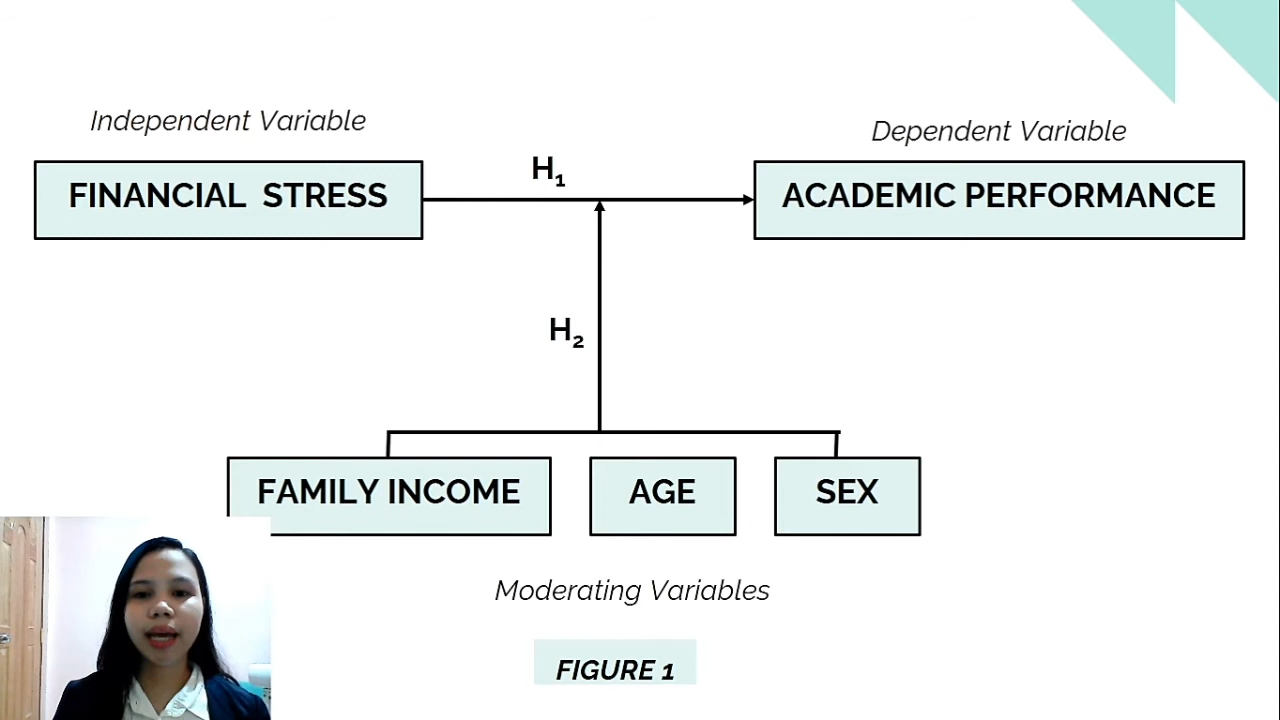 Independent Variable
Dependent Variable
FINANCIAL STRESS
H₁
ACADEMIC PERFORMANCE
H₂
FAMILY INCOME
AGE
SEX
Moderating Variables
FIGURE 1